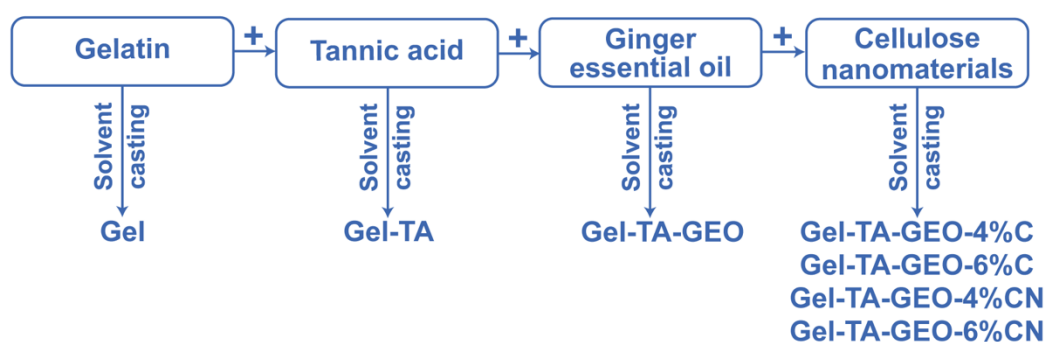 Gelatin
+
Tannic acid
+
Ginger
essential oil
+
Cellulose
nanomaterials
Solvent
casting
Solvent
casting
Solvent
casting
Solvent
casting
Gel
Gel-TA
Gel-TA-GEO
Gel-TA-GEO-4%C
Gel-TA-GEO-6%C
Gel-TA-GEO-4%CN
Gel-TA-GEO-6%CN